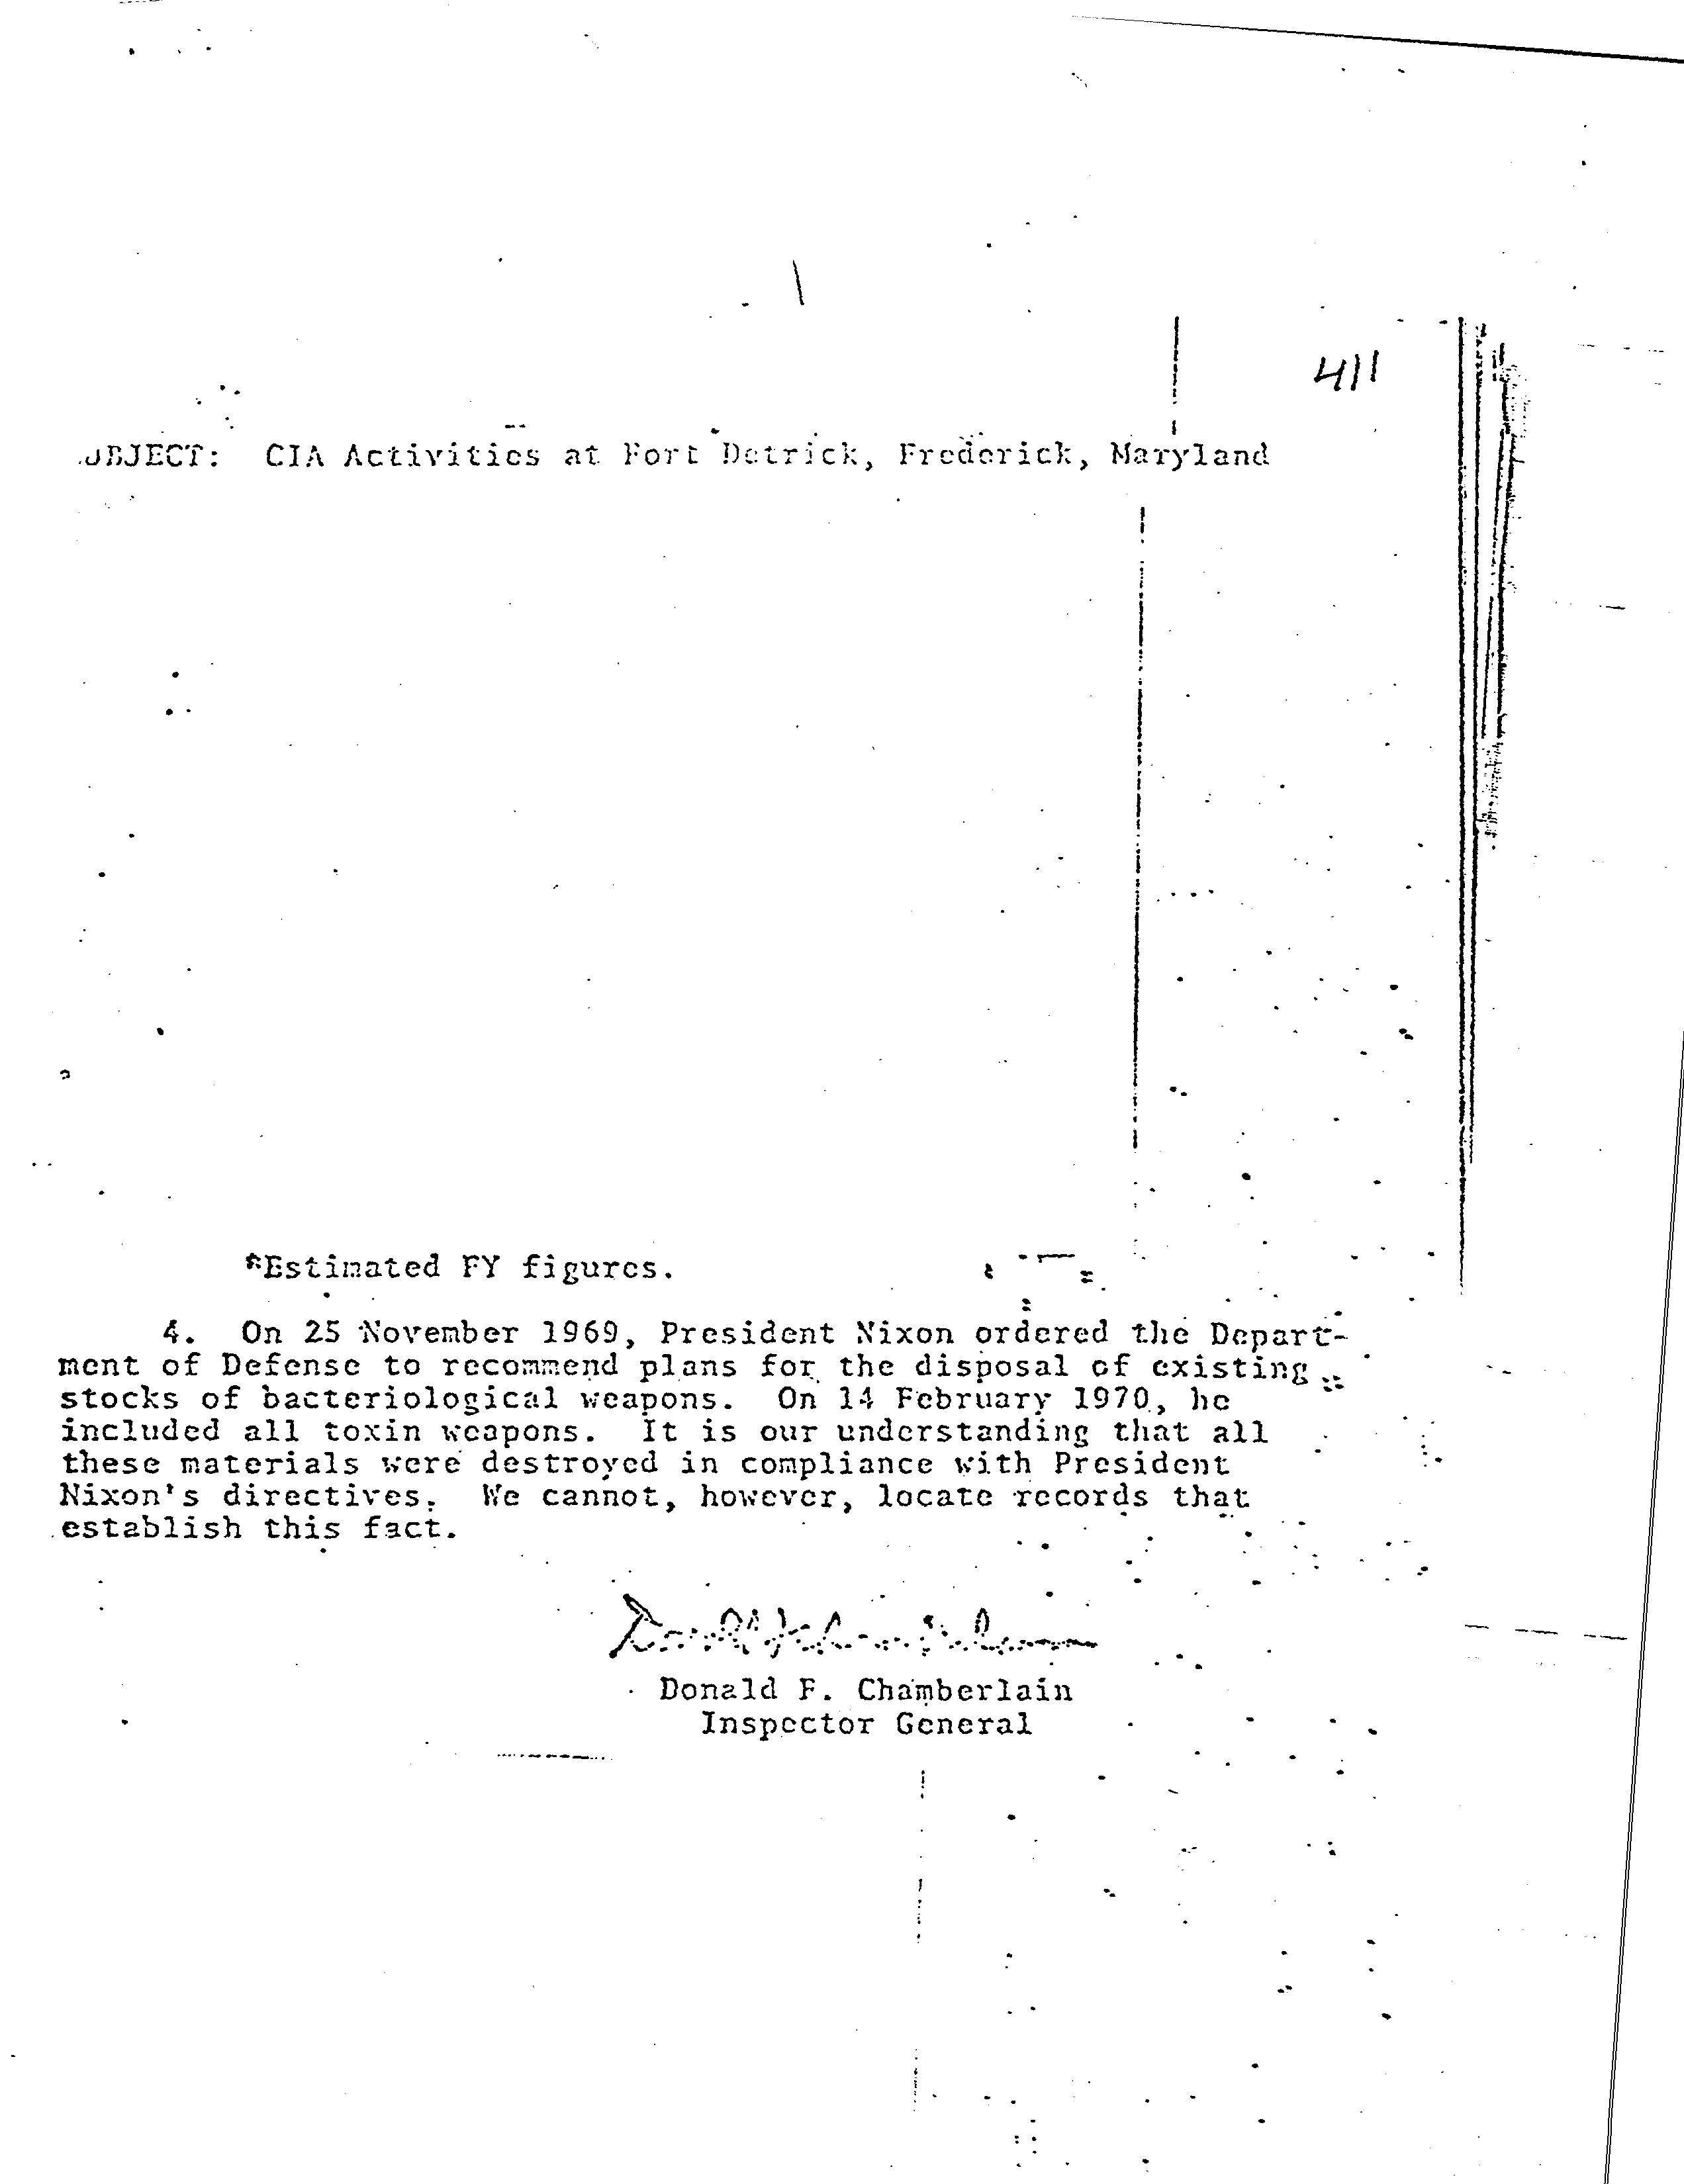 411
UBJECT: CIA Activities at Fort Detrick, Frederick, Maryland
*Estimated FY figures.
4. On 25 November 1969, President Nixon ordered the Depart-
ment of Defense to recommend plans for the disposal of existing
stocks of bacteriological weapons. On 14 February 1970, he
included all toxin weapons. It is our understanding that all
these materials were destroyed in compliance with President
Nixon's directives. We cannot, however, locate records that
establish this fact.
Donald F. Chamberlain
Inspector General